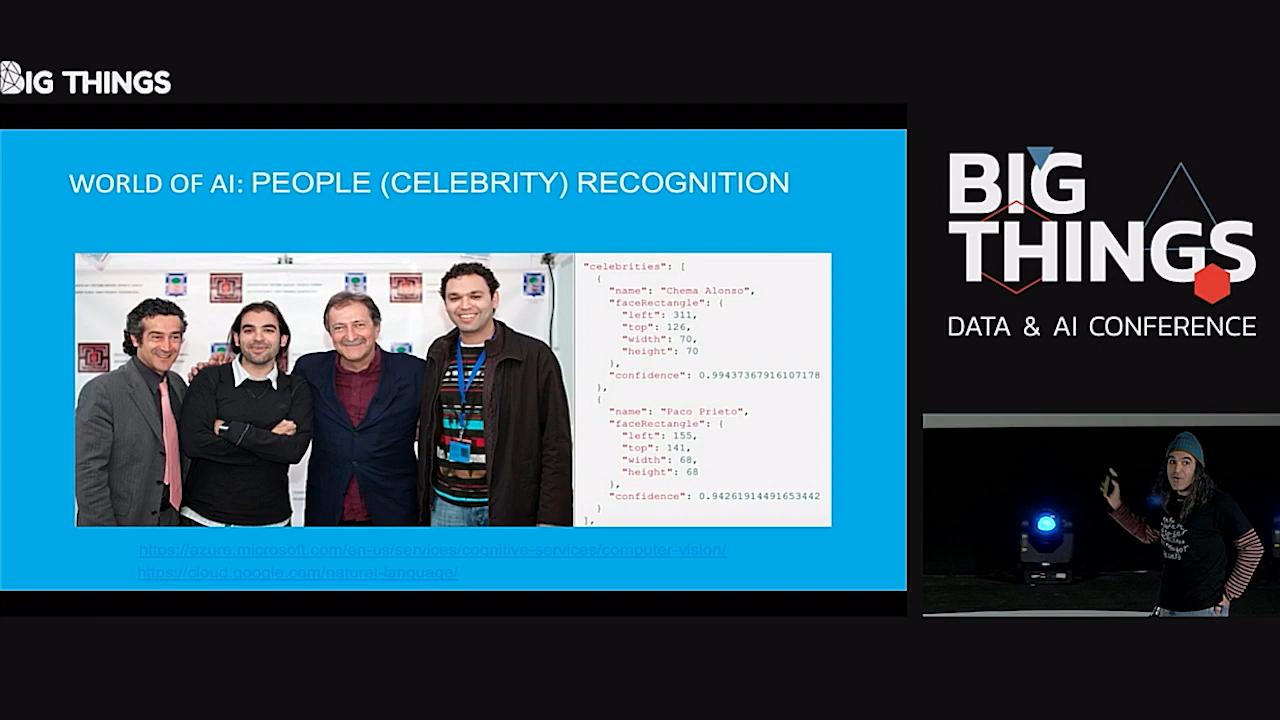 BIG THINGS
WORLD OF AI: PEOPLE (CELEBRITY) RECOGNITION
"celebrities": [
{
"name": "Chema Alonso",
"faceRectangle": {
"left": 311,
"top": 126,
"width": 70,
"height": 70
},
"confidence": 0.99437367916107178
},
{
"name": "Paco Prieto",
"faceRectangle": {
"left": 155,
"top": 141,
"width": 68,
"height": 68
},
"confidence": 0.94261914491653442
}
],
https://azure.microsoft.com/en-us/services/cognitive-services/computer-vision/
https://cloud.google.com/natural-language/
BIG
THINGS
DATA & AI CONFERENCE